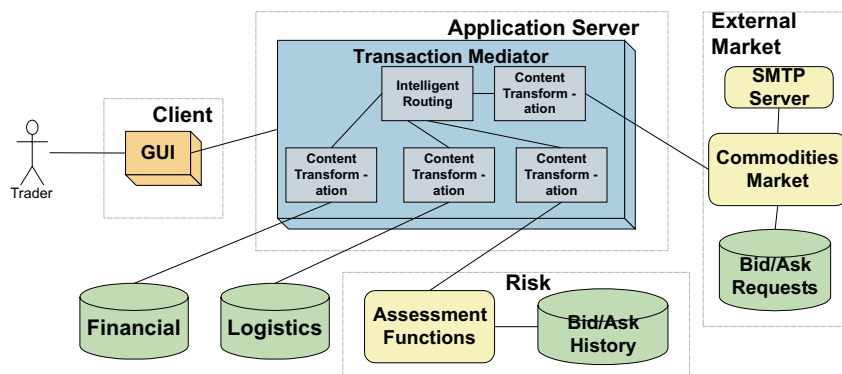 Application Server
External
Market
Transaction Mediator
Intelligent
Routing
Content
Transform -
ation
SMTP
Server
Client
GUI
Trader
Content
Transform -
ation
Content
Transform -
ation
Content
Transform -
ation
Commodities
Market
Bid/Ask
Requests
Financial
Logistics
Risk
Assessment
Functions
Bid/Ask
History